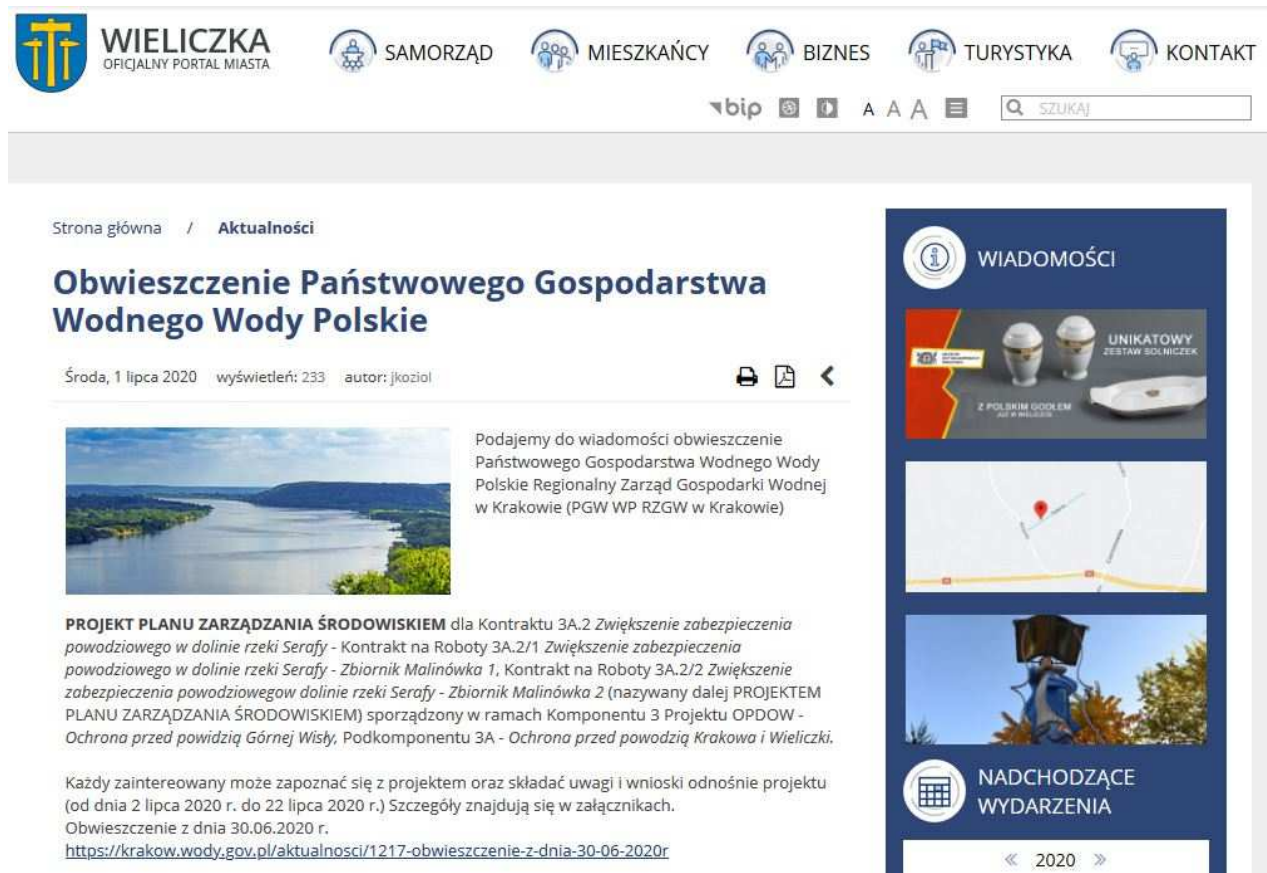 WIELICZKA
OFICJALNY PORTAL MIASTA
SAMORZĄD
MIESZKAŃCY
BIZNES
TURYSTYKA
KONTAKT
bip
A A A
SZUKAJ
Strona główna / Aktualności
Obwieszczenie Państwowego Gospodarstwa
Wodnego Wody Polskie
Środa, 1 lipca 2020 wyświetleń: 233 autor: jkoziol
Podajemy do wiadomości obwieszczenie
Państwowego Gospodarstwa Wodnego Wody
Polskie Regionalny Zarząd Gospodarki Wodnej
w Krakowie (PGW WP RZGW w Krakowie)
PROJEKT PLANU ZARZĄDZANIA ŚRODOWISKIEM dla Kontraktu 3A.2 Zwiększenie zabezpieczenia
powodziowego w dolinie rzeki Serafy - Kontrakt na Roboty 3A.2/1 Zwiększenie zabezpieczenia
powodziowego w dolinie rzeki Serafy - Zbiornik Malinówka 1, Kontrakt na Roboty 3A.2/2 Zwiększenie
zabezpieczenia powodziowegow dolinie rzeki Serafy - Zbiornik Malinówka 2 (nazywany dalej PROJEKTEM
PLANU ZARZĄDZANIA ŚRODOWISKIEM) sporządzony w ramach Komponentu 3 Projektu OPDOW -
Ochrona przed powidzią Górnej Wisły, Podkomponentu 3A - Ochrona przed powodzią Krakowa i Wieliczki.
Każdy zaintereowany może zapoznać się z projektem oraz składać uwagi i wnioski odnośnie projektu
(od dnia 2 lipca 2020 r. do 22 lipca 2020 r.) Szczegóły znajdują się w załącznikach.
Obwieszczenie z dnia 30.06.2020 r.
https://krakow.wody.gov.pl/aktualnosci/1217-obwieszczenie-z-dnia-30-06-2020r
WIADOMOŚCI
UNIKATOWY
ZESTAW SOLNICZEK
Z POLSKIM GODŁEM
JUŻ W WIELICZCE
NADCHODZĄCE
WYDARZENIA
« 2020 »